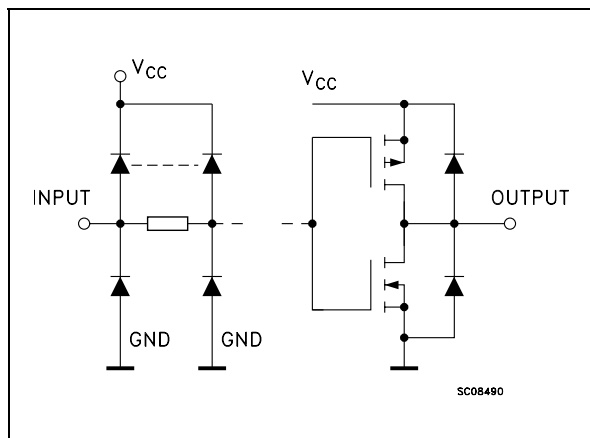 VCC
VCC
INPUT
OUTPUT
GND
GND
SC08490